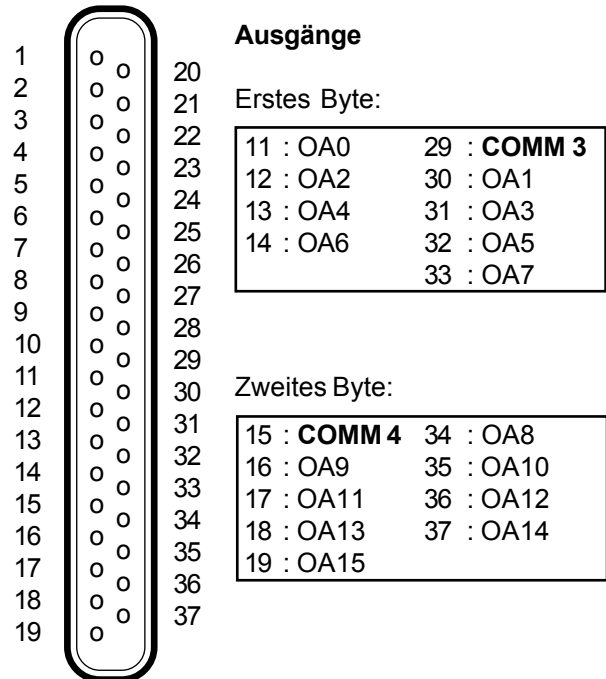 1
2
3
4
5
6
7
8
9
10
11
12
13
14
15
16
17
18
19
20
21
22
23
24
25
26
27
28
29
30
31
32
33
34
35
36
37
Ausgänge
Erstes Byte:
11 : OA0 29 : COMM 3
12 : OA2 30 : OA1
13 : OA4 31 : OA3
14 : OA6 32 : OA5
33 : OA7
Zweites Byte:
15 : COMM 4 34 : OA8
16 : OA9 35 : OA10
17 : OA11 36 : OA12
18 : OA13 37 : OA14
19 : OA15